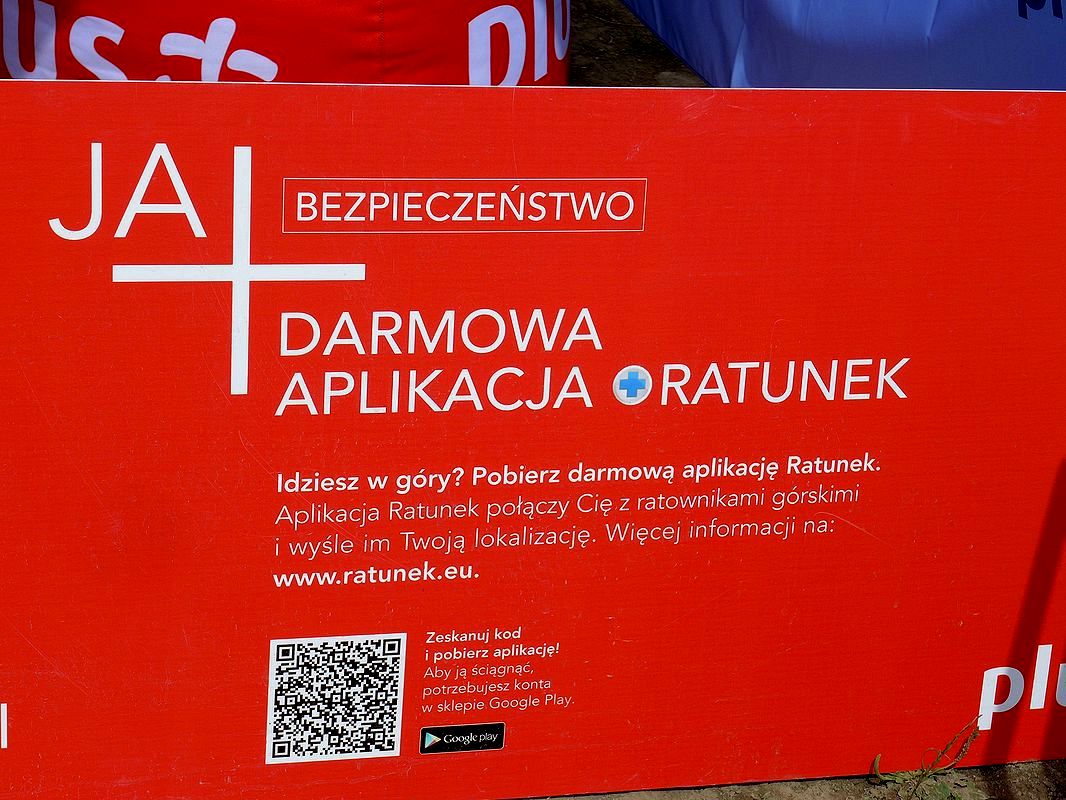 us
plu
JA
BEZPIECZEŃSTWO
DARMOWA
APLIKACJA RATUNEK
Idziesz w góry? Pobierz darmową aplikację Ratunek.
Aplikacja Ratunek połączy Cię z ratownikami górskimi
i wyśle im Twoją lokalizację. Więcej informacji na:
www.ratunek.eu.
Zeskanuj kod
i pobierz aplikację!
Aby ją ściągnąć,
potrzebujesz konta
w sklepie Google Play.
Google play
plu